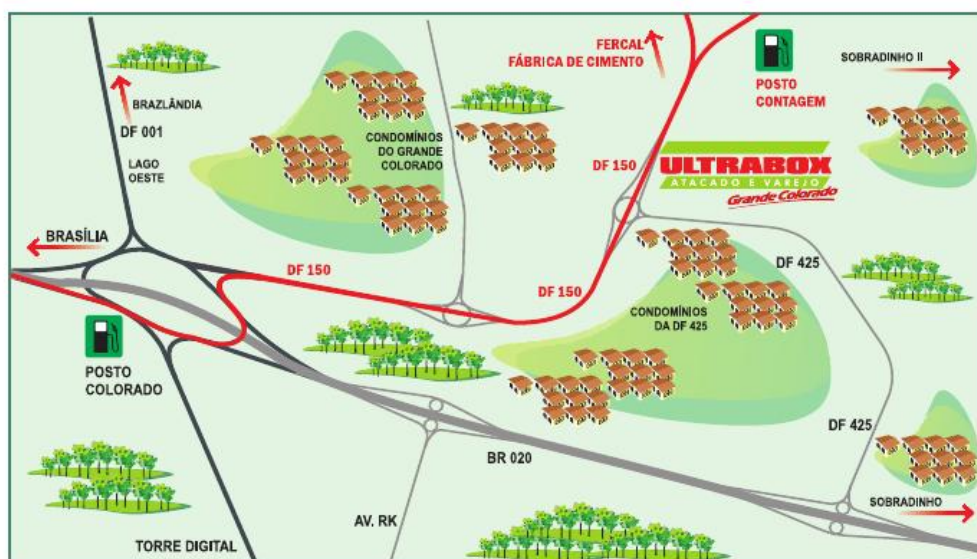 FERCAL
FÁBRICA DE CIMENTO
POSTO
CONTAGEM
SOBRADINHO II
BRAZLÂNDIA
DF 001
LAGO
OESTE
CONDOMÍNIOS
DO GRANDE
COLORADO
DF 150
ULTRABOX
ATACADO E VAREJO
Grande Colorado
BRASÍLIA
DF 150
DF 150
DF 425
CONDOMÍNIOS
DA DF 425
POSTO
COLORADO
DF 425
BR 020
SOBRADINHO
AV. RK
TORRE DIGITAL